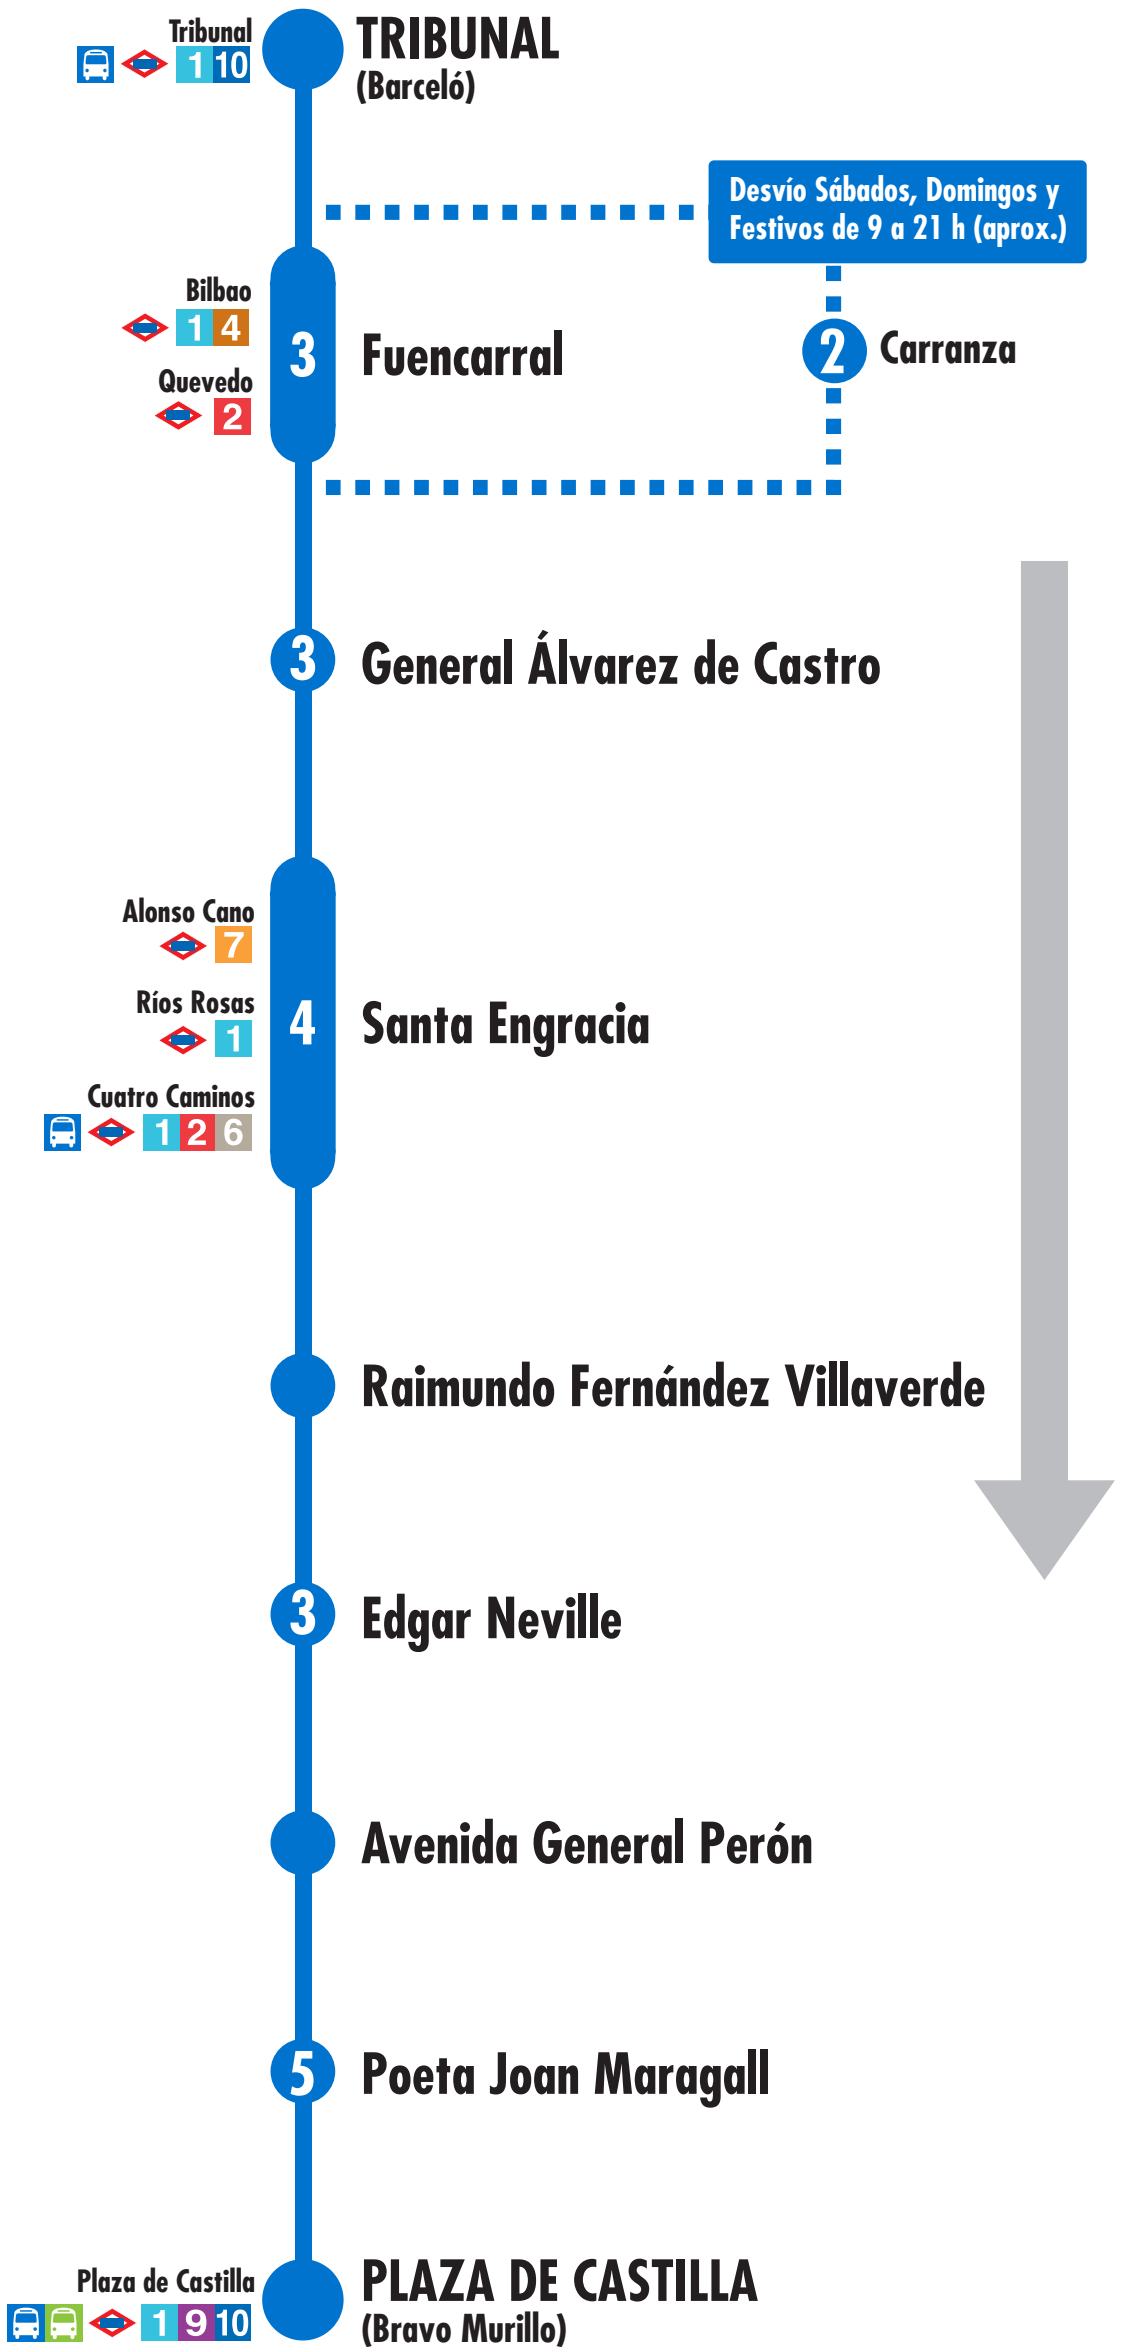 Tribunal
1 10
TRIBUNAL
(Barceló)
Desvío Sábados, Domingos y
Festivos de 9 a 21 h (aprox.)
Bilbao
1 4
Quevedo
2
3
Fuencarral
2
Carranza
3
General Álvarez de Castro
Alonso Cano
7
Ríos Rosas
1
Cuatro Caminos
1 2 6
4
Santa Engracia
Raimundo Fernández Villaverde
3
Edgar Neville
Avenida General Perón
5
Poeta Joan Maragall
Plaza de Castilla
1 9 10
PLAZA DE CASTILLA
(Bravo Murillo)